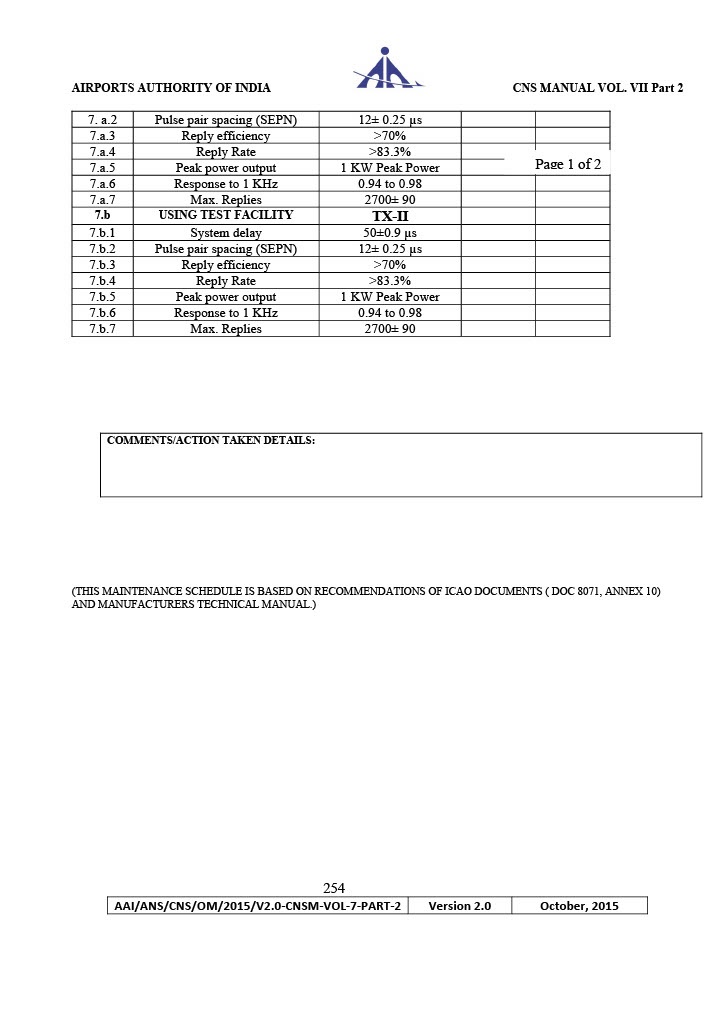 AIRPORTS AUTHORITY OF INDIA CNS MANUAL VOL. VII Part 2
7. a.2 Pulse pair spacing (SEPN) 12± 0.25 µs
7.a.3 Reply efficiency >70%
7.a.4 Reply Rate >83.3%
Page 1 of 2
7.a.5 Peak power output 1 KW Peak Power
7.a.6 Response to 1 KHz 0.94 to 0.98
7.a.7 Max. Replies 2700± 90
7.b USING TEST FACILITY TX-II
7.b.1 System delay 50±0.9 µs
7.b.2 Pulse pair spacing (SEPN) 12± 0.25 µs
7.b.3 Reply efficiency >70%
7.b.4 Reply Rate >83.3%
7.b.5 Peak power output 1 KW Peak Power
7.b.6 Response to 1 KHz 0.94 to 0.98
7.b.7 Max. Replies 2700± 90
COMMENTS/ACTION TAKEN DETAILS:
(THIS MAINTENANCE SCHEDULE IS BASED ON RECOMMENDATIONS OF ICAO DOCUMENTS ( DOC 8071, ANNEX 10)
AND MANUFACTURERS TECHNICAL MANUAL.)
254
AAI/ANS/CNS/OM/2015/V2.0-CNSM-VOL-7-PART-2 Version 2.0 October, 2015